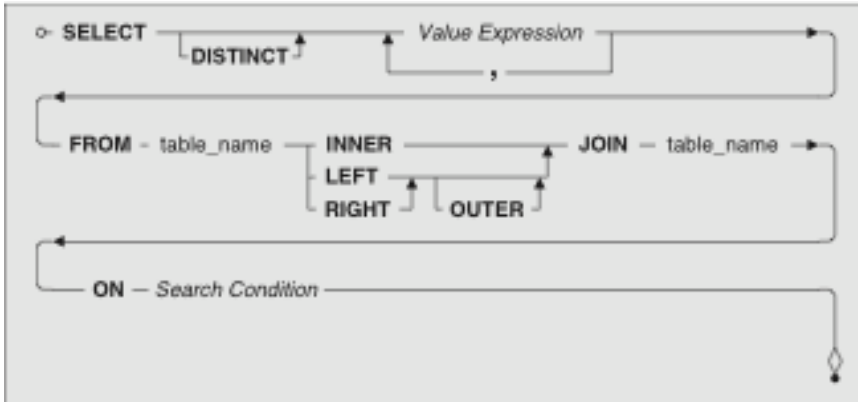 SELECT Value Expression
DISTINCT
,
FROM table_name INNER JOIN table_name
LEFT
RIGHT OUTER
ON Search Condition